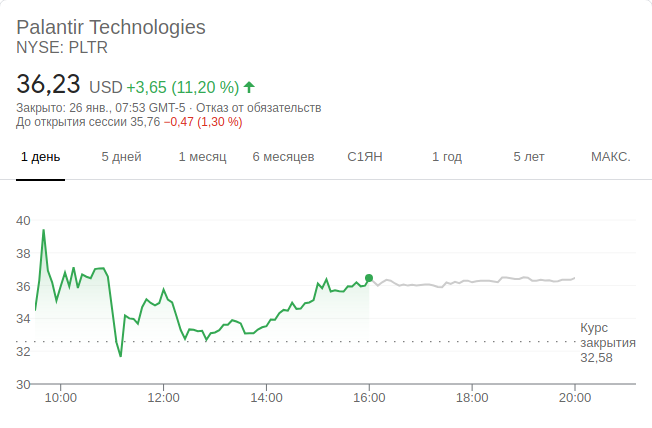 Palantir Technologies
NYSE: PLTR
36,23 USD +3,65 (11,20 %)
Закрыто: 26 янв., 07:53 GMT-5 · Отказ от обязательств
До открытия сессии 35,76 −0,47 (1,30 %)
1 день 5 дней 1 месяц 6 месяцев С1ЯН 1 год 5 лет МАКС.
40
38
36
34
32
30
Курс
закрытия
32,58
10:00 12:00 14:00 16:00 18:00 20:00